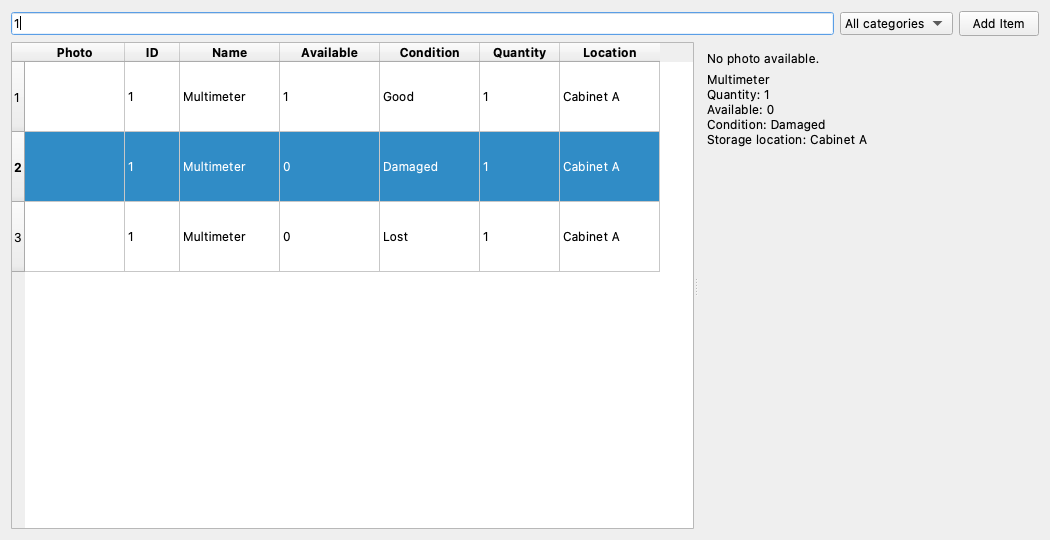 1 All categories Add Item
Photo ID Name Available Condition Quantity Location
1 1 Multimeter 1 Good 1 Cabinet A
2 1 Multimeter 0 Damaged 1 Cabinet A
3 1 Multimeter 0 Lost 1 Cabinet A
No photo available.
Multimeter
Quantity: 1
Available: 0
Condition: Damaged
Storage location: Cabinet A